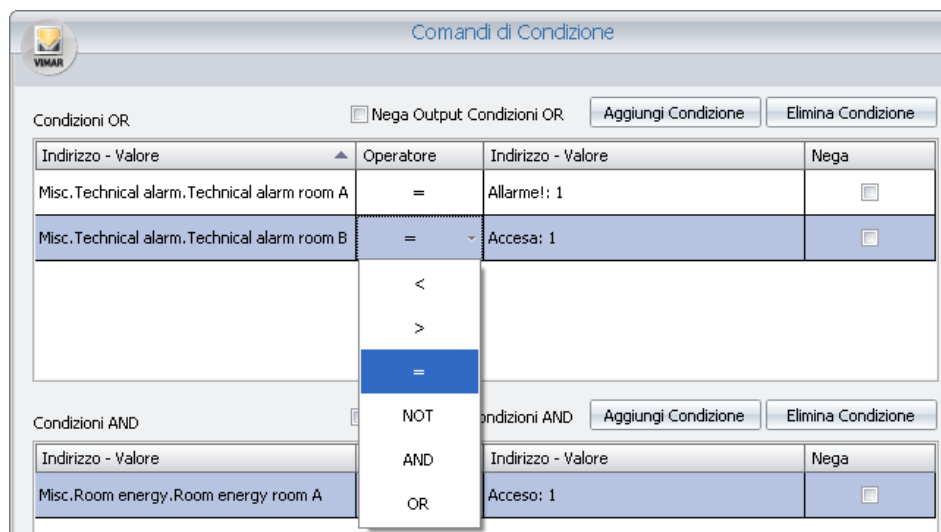 Comandi di Condizione
VIMAR
Condizioni OR Nega Output Condizioni OR Aggiungi Condizione Elimina Condizione
Indirizzo - Valore Operatore Indirizzo - Valore Nega
Misc.Technical alarm.Technical alarm room A = Allarme!: 1
Misc.Technical alarm.Technical alarm room B = Accesa: 1
<
>
=
NOT
Condizioni AND ondizioni AND Aggiungi Condizione Elimina Condizione
Indirizzo - Valore AND Indirizzo - Valore Nega
Misc.Room energy.Room energy room A OR Acceso: 1